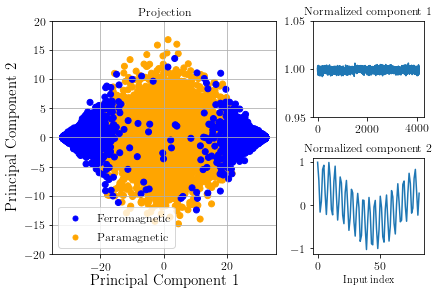 Projection
Principal Component 2
20
15
10
5
0
−5
−10
−15
−20
Ferromagnetic
Paramagnetic
−20 0 20
Principal Component 1
Normalized component 1
1.05
1.00
0.95
0 2000 4000
Normalized component 2
1
0
−1
0 50
Input index